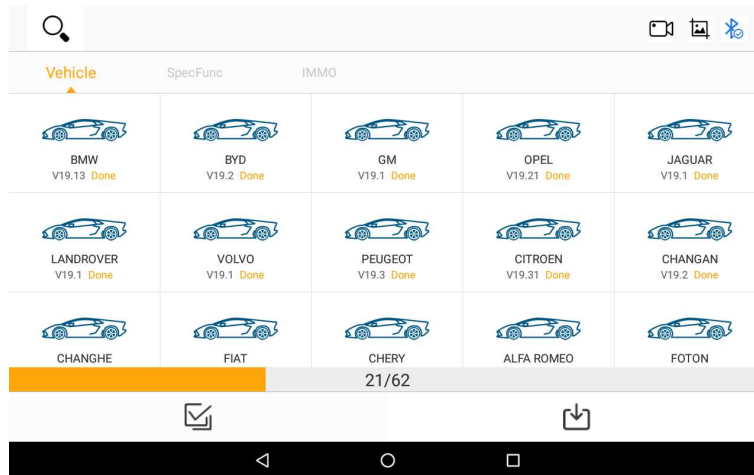 Vehicle SpecFunc IMMO
BMW BYD GM OPEL JAGUAR
V19.13 Done V19.2 Done V19.1 Done V19.21 Done V19.1 Done
LANDROVER VOLVO PEUGEOT CITROEN CHANGAN
V19.1 Done V19.1 Done V19.3 Done V19.31 Done V19.2 Done
CHANGHE FIAT CHERY ALFA ROMEO FOTON
21/62